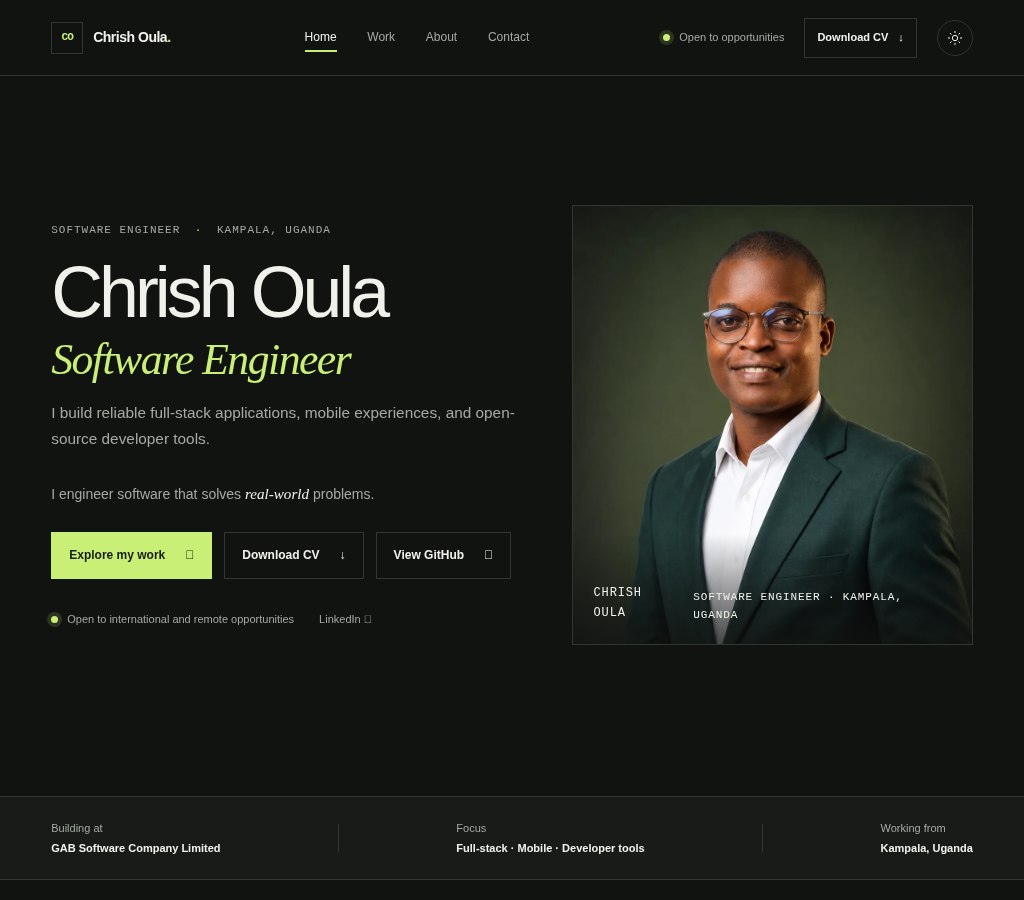 co
Chrish Oula.
Home
Work
About
Contact
Open to opportunities
Download CV ↓
SOFTWARE ENGINEER · KAMPALA, UGANDA
Chrish Oula
Software Engineer
I build reliable full-stack applications, mobile experiences, and open-
source developer tools.
I engineer software that solves real-world problems.
Explore my work
Download CV ↓
View GitHub
Open to international and remote opportunities
LinkedIn
CHRISH
OULA
SOFTWARE ENGINEER · KAMPALA,
UGANDA
Building at
GAB Software Company Limited
Focus
Full-stack · Mobile · Developer tools
Working from
Kampala, Uganda